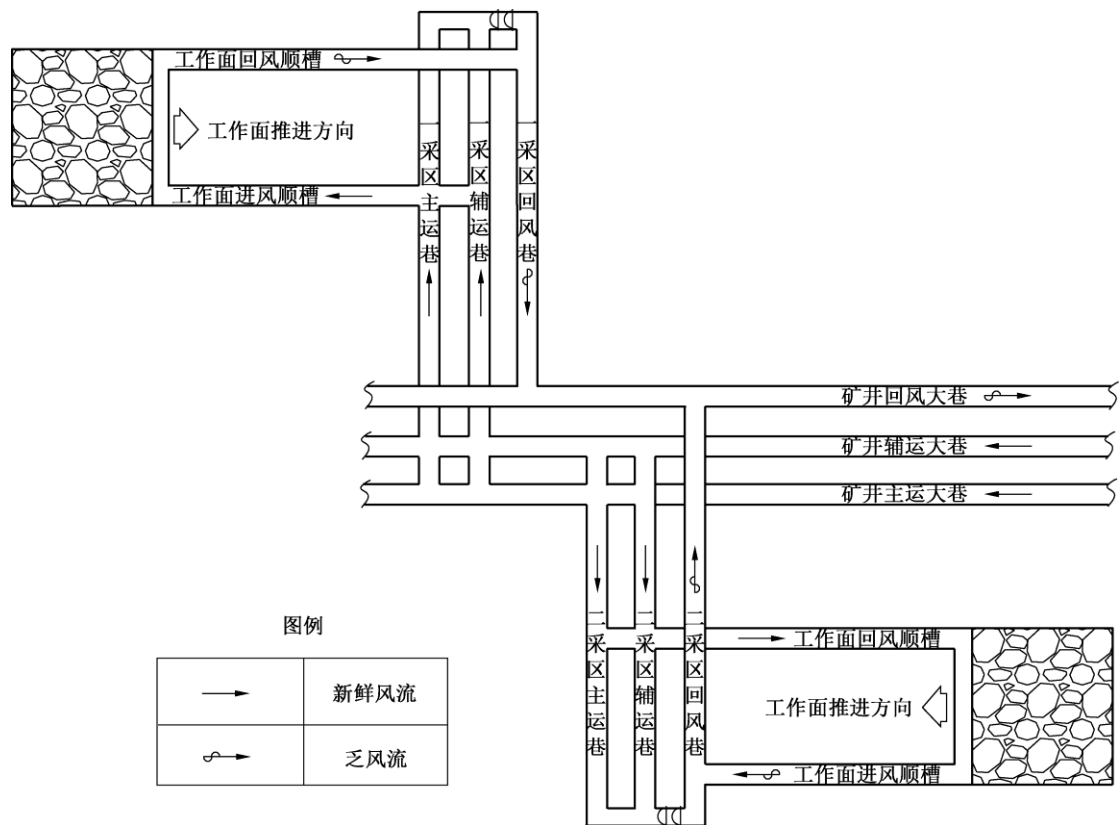 工作面回风顺槽
工作面推进方向
工作面进风顺槽
一采区主运巷
一采区辅运巷
一采区回风巷
矿井回风大巷
矿井辅运大巷
矿井主运大巷
二采区主运巷
二采区辅运巷
二采区回风巷
工作面回风顺槽
工作面推进方向
工作面进风顺槽
图例
新鲜风流
乏风流